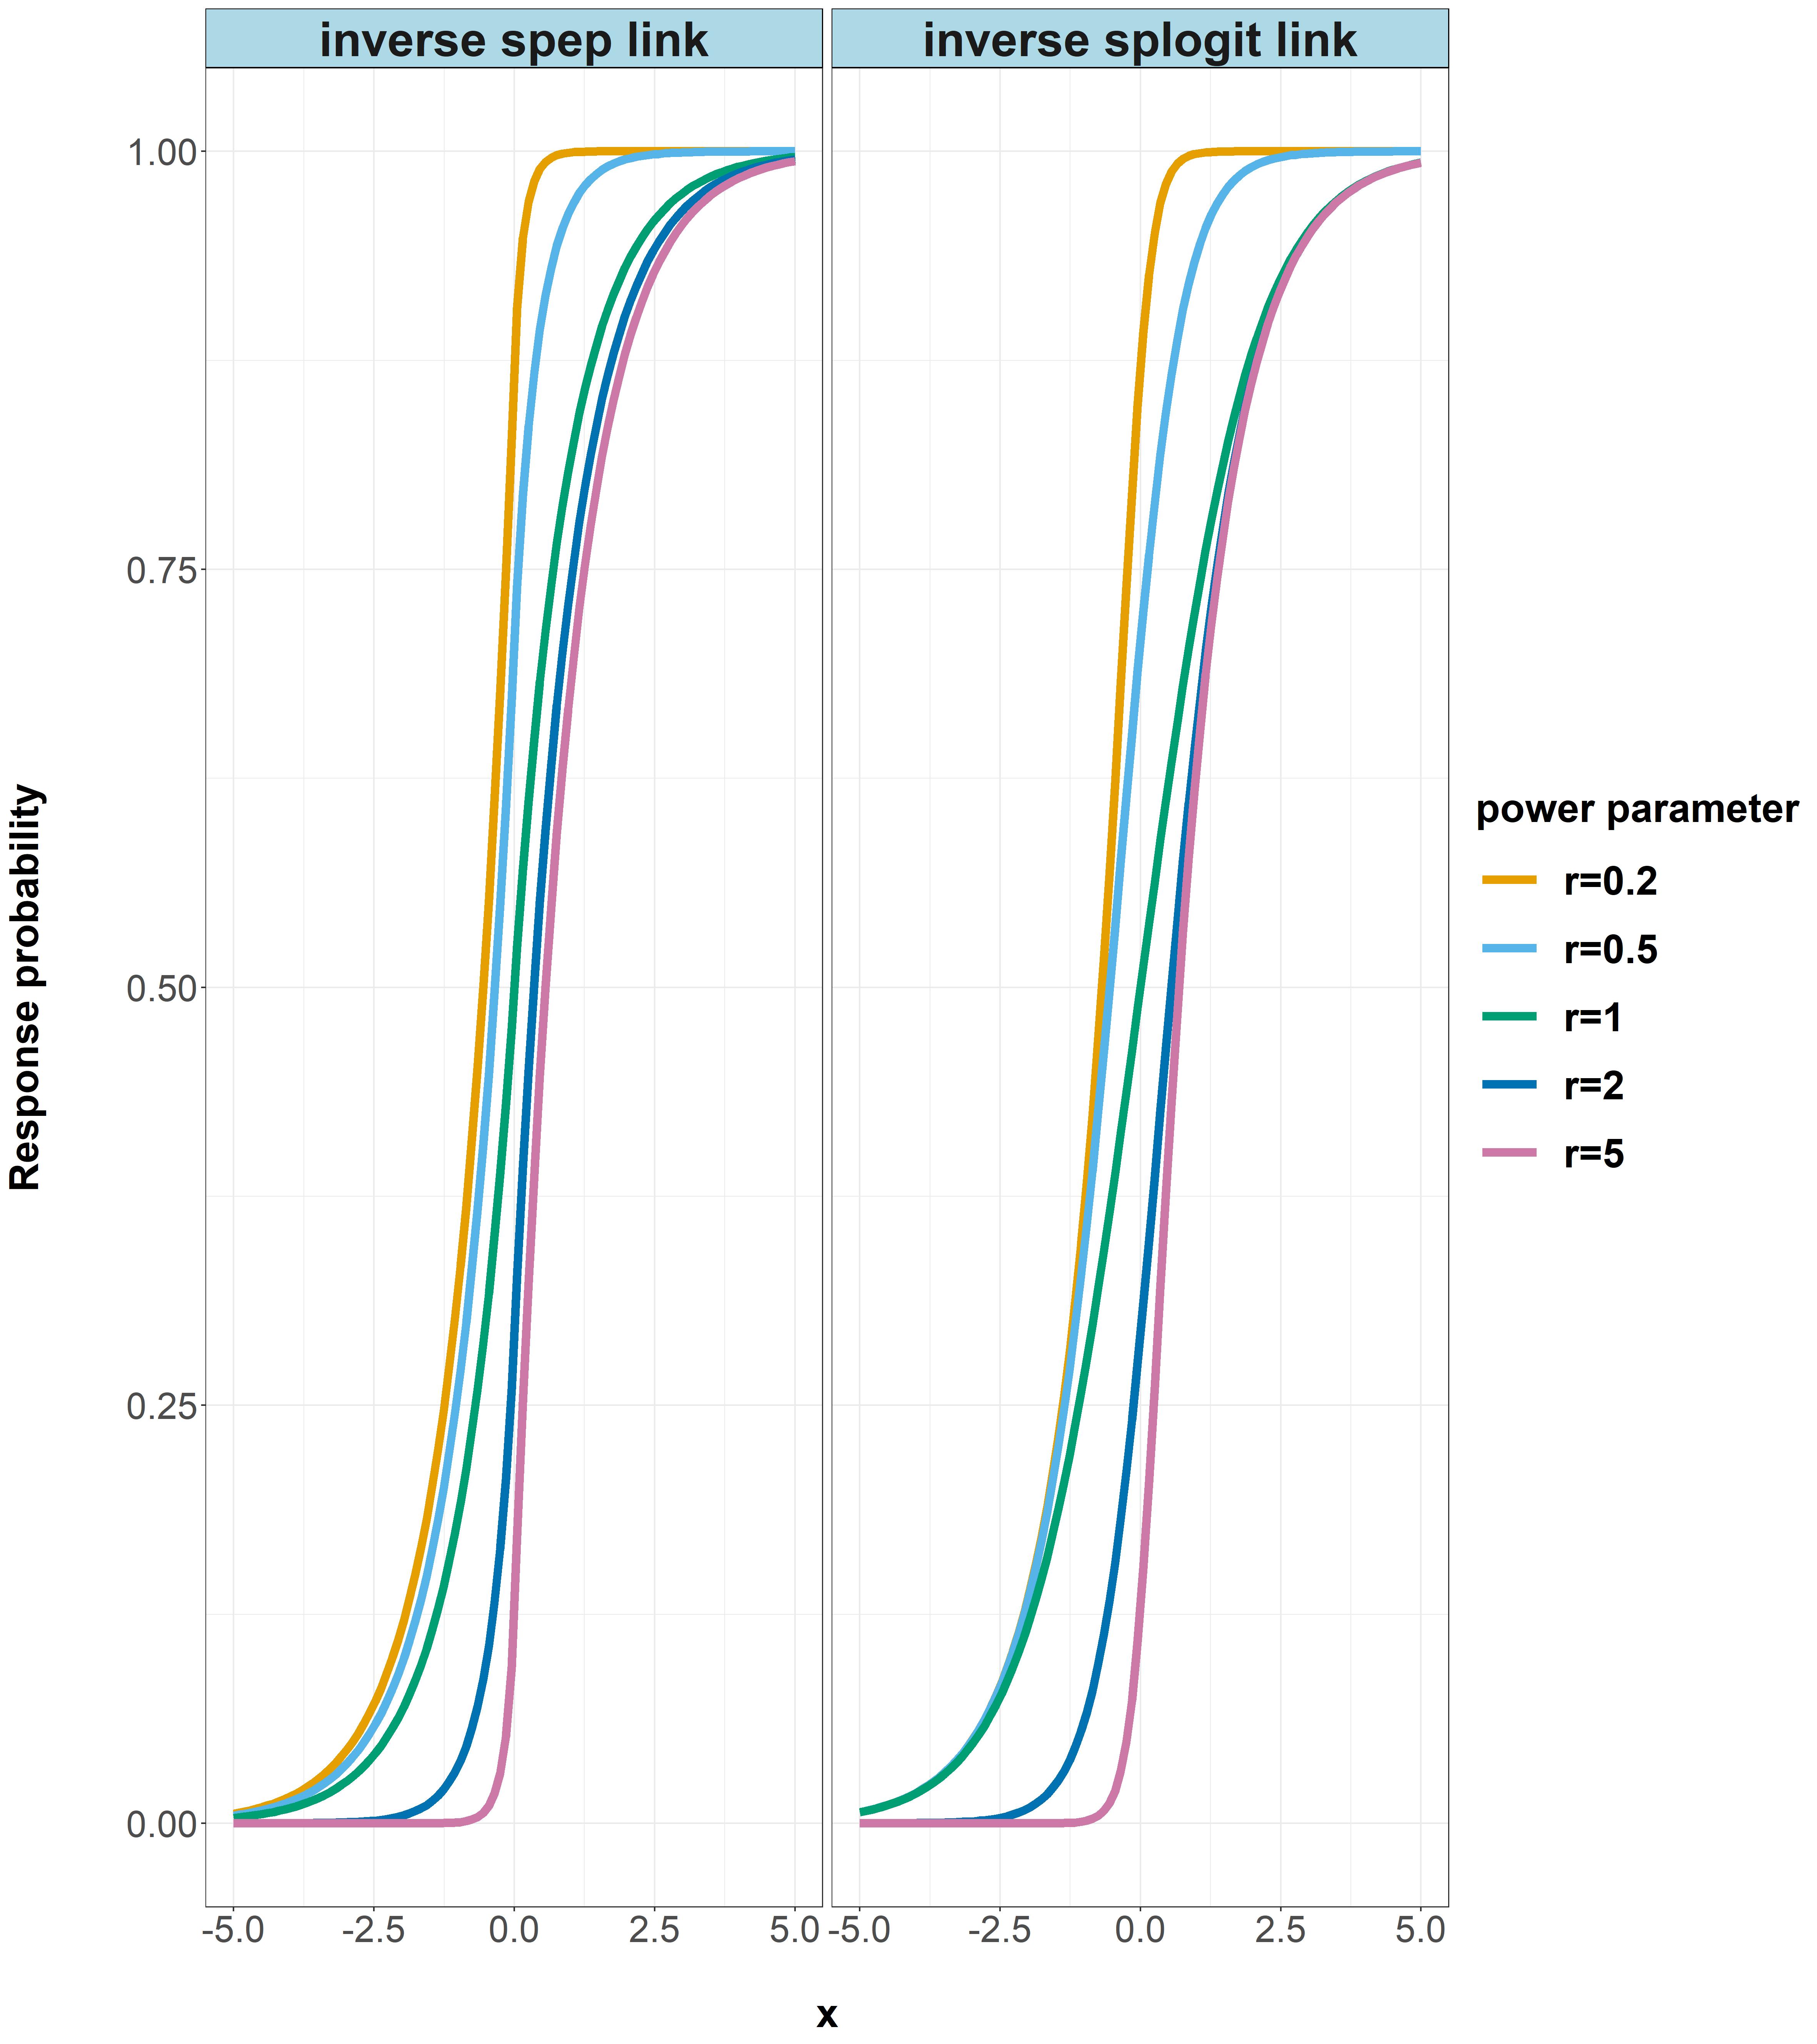 inverse spep link
inverse splogit link
Response probability
1.00
0.75
0.50
0.25
0.00
-5.0 -2.5 0.0 2.5 5.0
-5.0 -2.5 0.0 2.5 5.0
x
power parameter
r=0.2
r=0.5
r=1
r=2
r=5